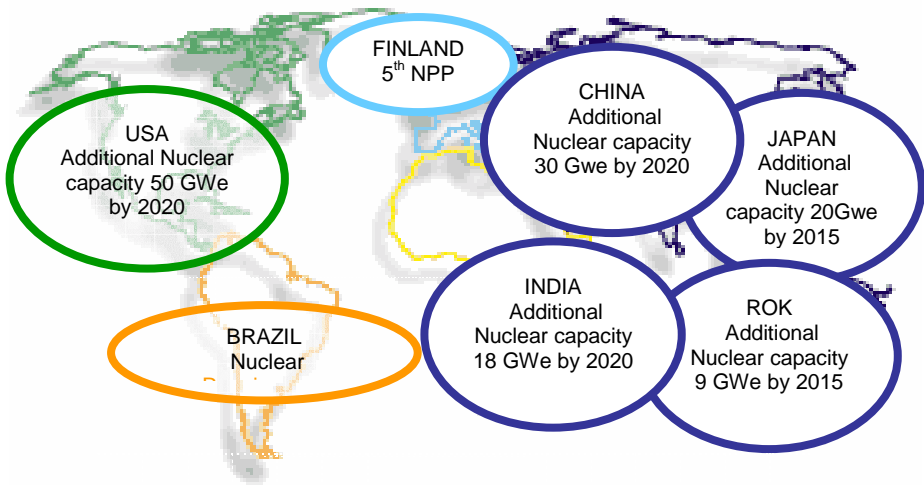 FINLAND
5th NPP
USA
Additional Nuclear
capacity 50 GWe
by 2020
CHINA
Additional
Nuclear capacity
30 Gwe by 2020
JAPAN
Additional
Nuclear
capacity 20Gwe
by 2015
BRAZIL
Nuclear
INDIA
Additional
Nuclear capacity
18 GWe by 2020
ROK
Additional
Nuclear capacity
9 GWe by 2015